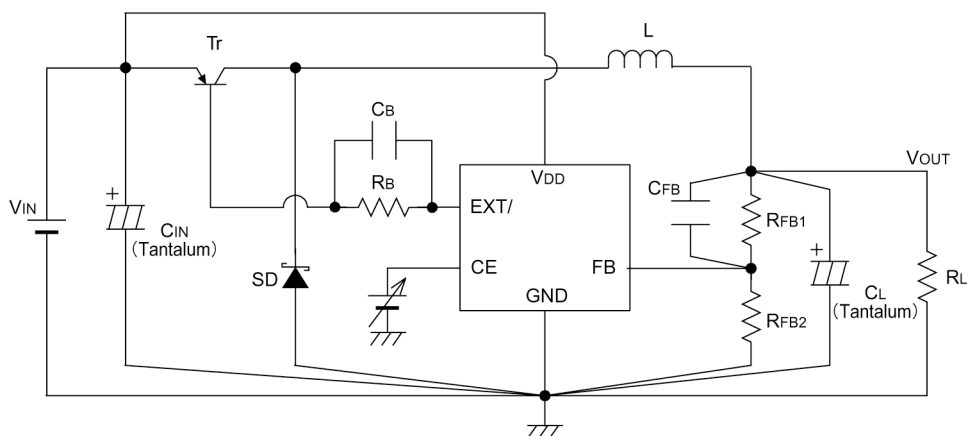 Tr
L
CB
RB
VDD
EXT/
CE
FB
GND
VIN
+
CIN
(Tantalum)
SD
CFB
RFB1
RFB2
VOUT
+
CL
(Tantalum)
RL